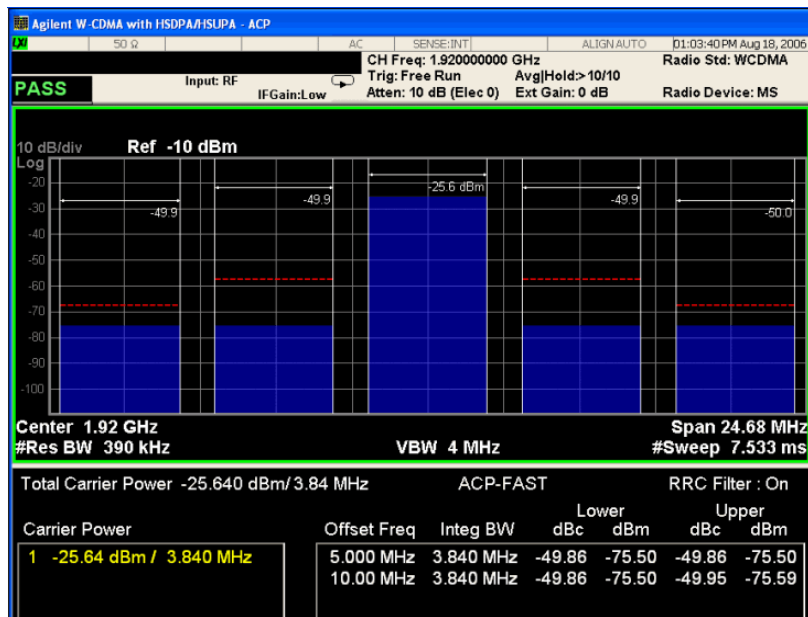 Agilent W-CDMA with HSDPA/HSUPA - ACP
LXI 50 Ω AC SENSE:INT ALIGNAUTO 01:03:40 PM Aug 18, 2006
CH Freq: 1.920000000 GHz Radio Std: WCDMA
PASS Input: RF Trig: Free Run Avg|Hold:>10/10
IFGain:Low Atten: 10 dB (Elec 0) Ext Gain: 0 dB Radio Device: MS
10 dB/div Ref -10 dBm
Log
-20
-25.6 dBm
-49.9 -49.9 -49.9 -50.0
-30
-40
-50
-60
-70
-80
-90
-100
Center 1.92 GHz Span 24.68 MHz
#Res BW 390 kHz VBW 4 MHz #Sweep 7.533 ms
Total Carrier Power -25.640 dBm/ 3.84 MHz ACP-FAST RRC Filter : On
Lower Upper
Carrier Power Offset Freq Integ BW dBc dBm dBc dBm
1 -25.64 dBm / 3.840 MHz 5.000 MHz 3.840 MHz -49.86 -75.50 -49.86 -75.50
10.00 MHz 3.840 MHz -49.86 -75.50 -49.95 -75.59